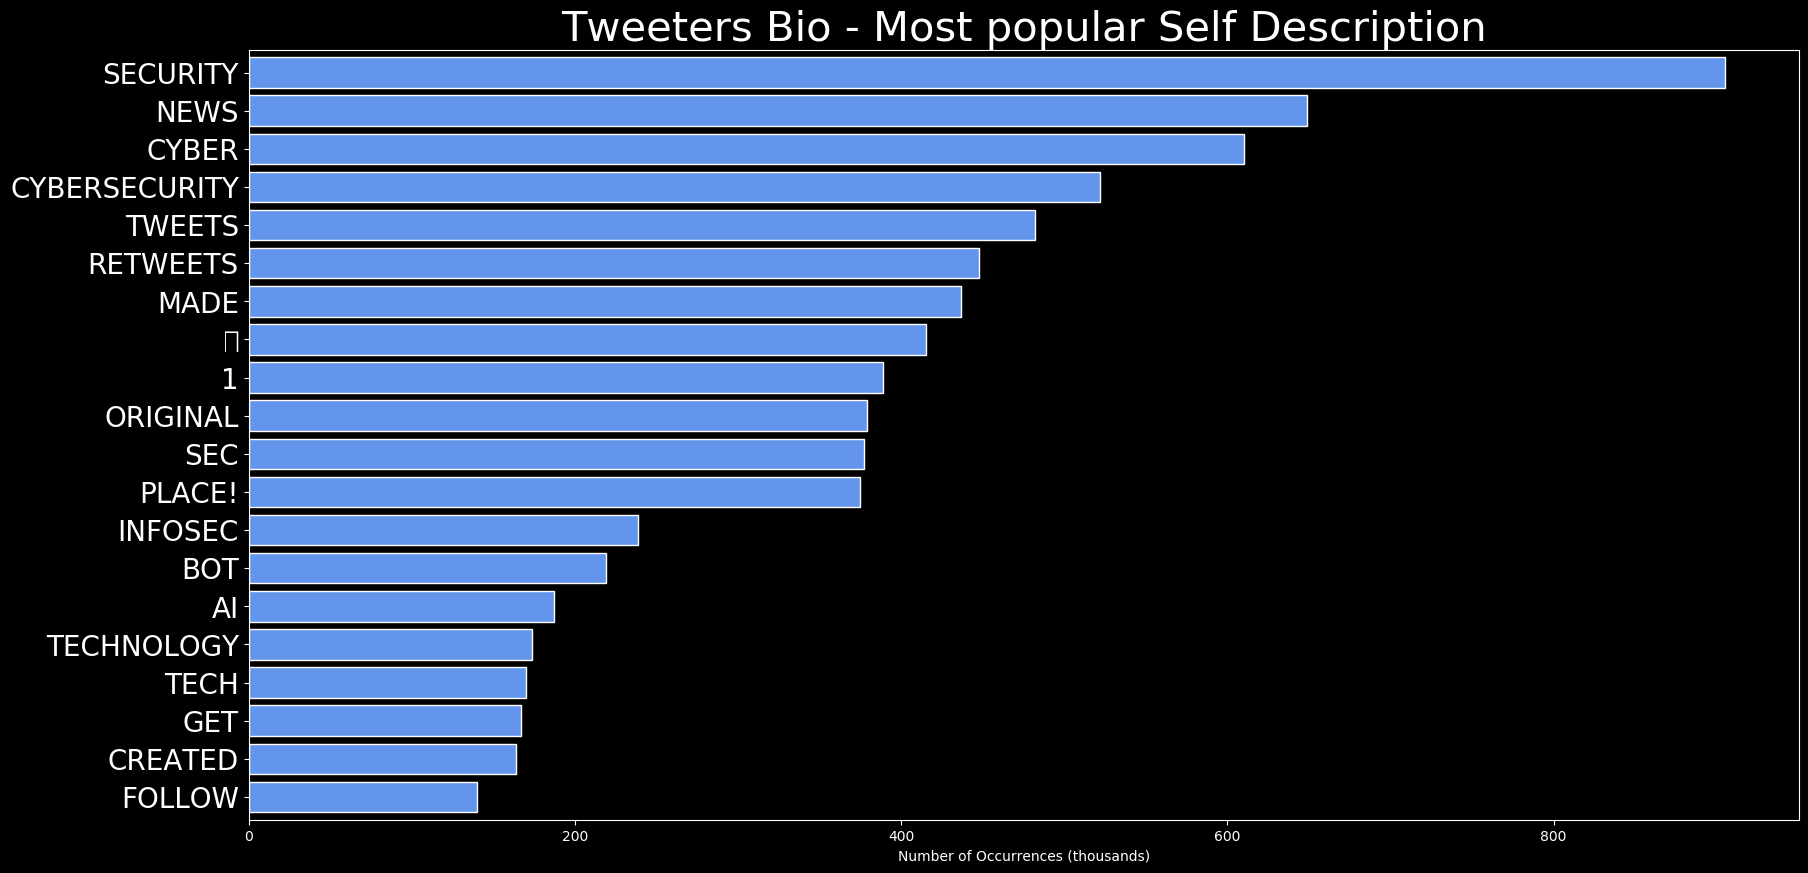 Tweeters Bio - Most popular Self Description
SECURITY
NEWS
CYBER
CYBERSECURITY
TWEETS
RETWEETS
MADE
1
ORIGINAL
SEC
PLACE!
INFOSEC
BOT
AI
TECHNOLOGY
TECH
GET
CREATED
FOLLOW
0 200 400 600 800
Number of Occurrences (thousands)